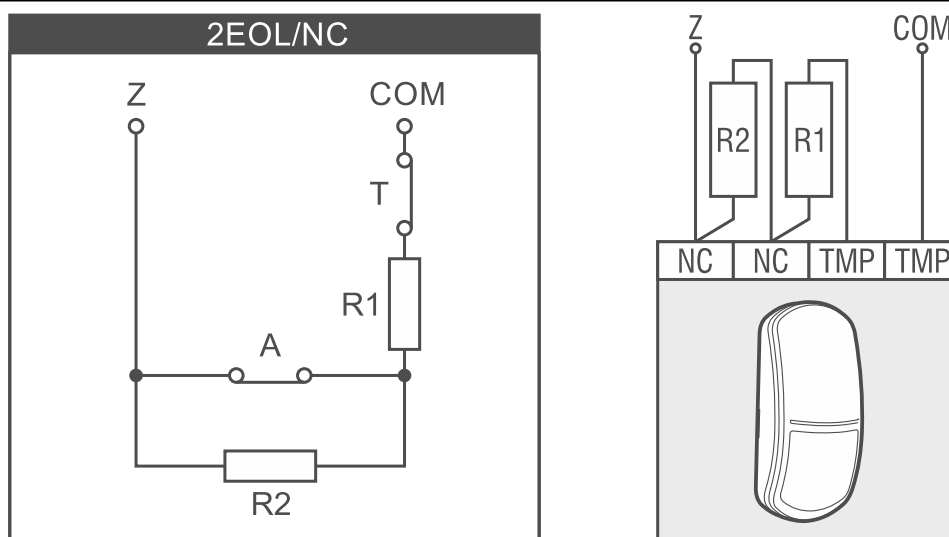 2EOL/NC
Z COM
T
R1
A
R2
Z COM
R2 R1
NC NC TMP TMP